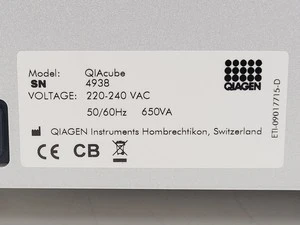 Model: QIAcube
SN 4938
VOLTAGE: 220-240 VAC
50/60Hz 650VA
QIAGEN Instruments Hombrechtikon, Switzerland
CE CB
QIAGEN
ETI-09017715-D